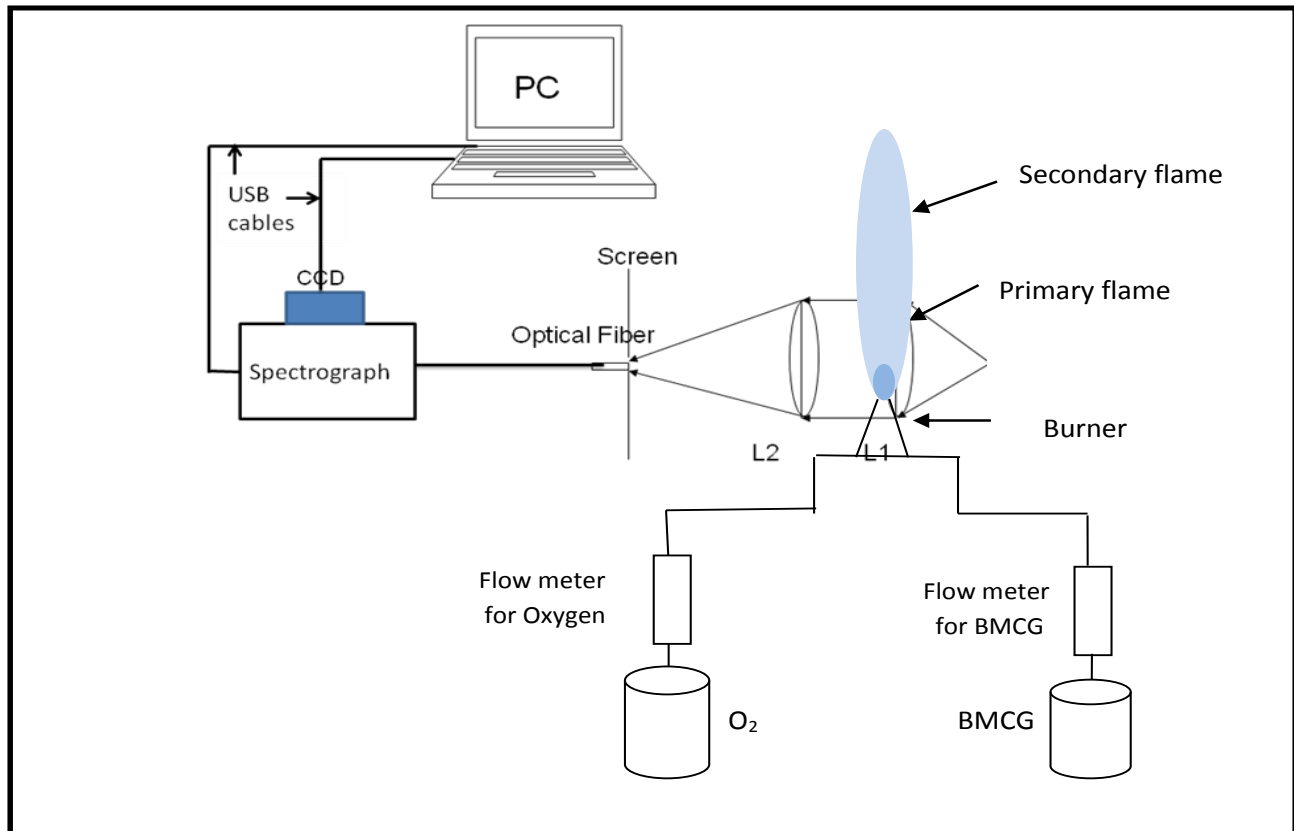 PC
Secondary flame
USB
cables
Screen
CCD
Primary flame
Optical Fiber
Spectrograph
Burner
L2
L1
Flow meter
for Oxygen
Flow meter
for BMCG
O₂
BMCG